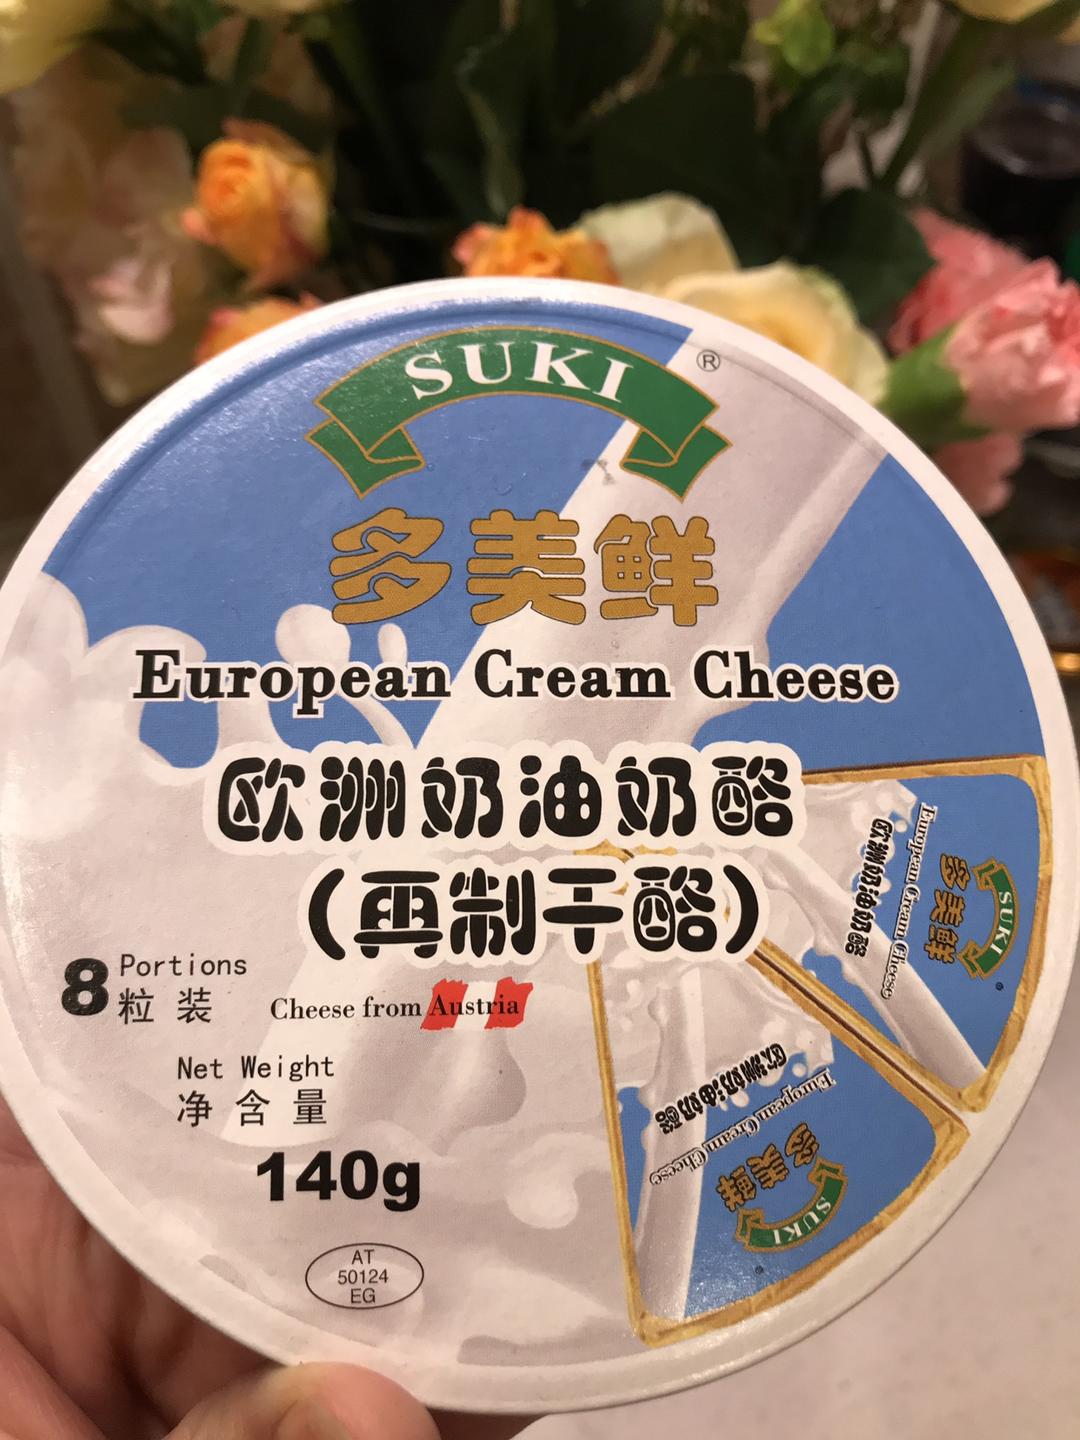 SUKI
®
多美鲜
European Cream Cheese
欧洲奶油奶酪
(再制干酪)
8 Portions
粒装
Cheese from Austria
Net Weight
净含量
140g
AT
50124
EG
SUKI
多美鲜
European Cream Cheese
欧洲奶油奶酪
SUKI
多美鲜
European Cream Cheese
欧洲奶油奶酪